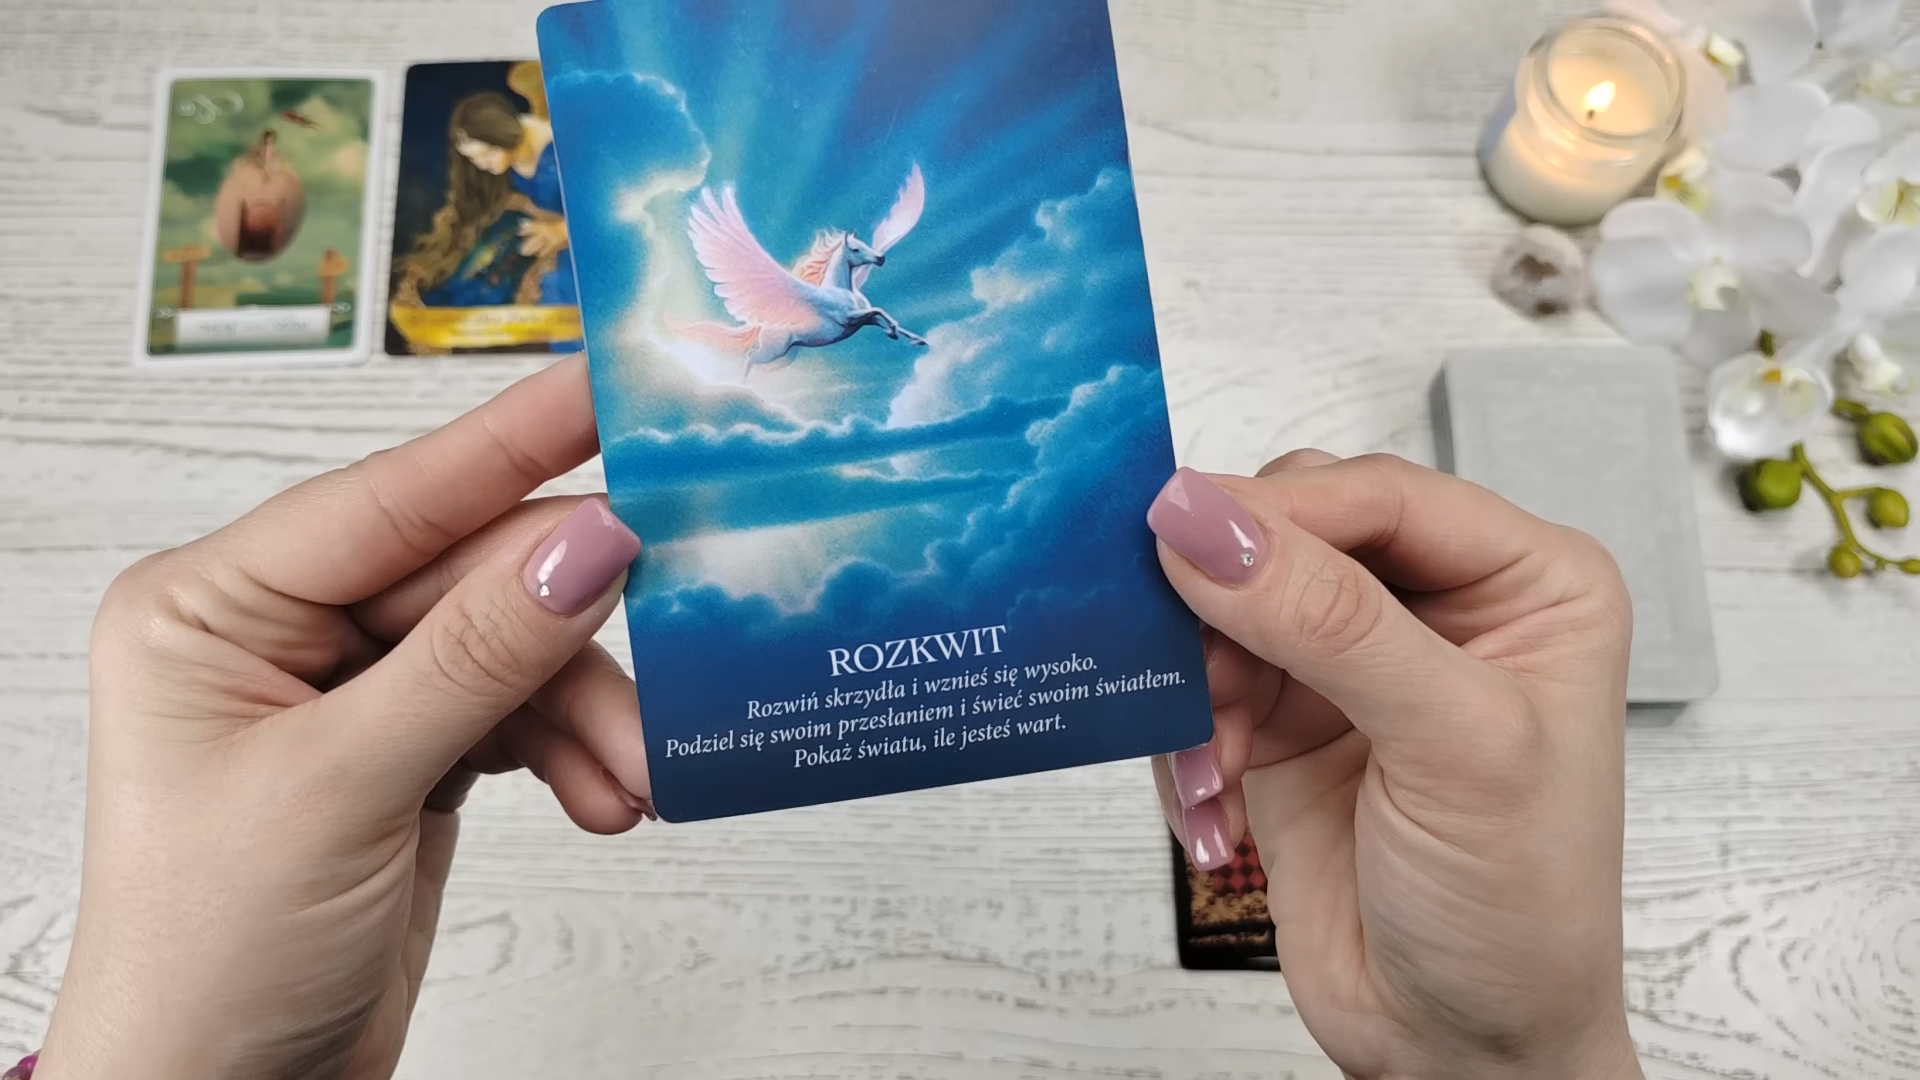 ROZKWIT
Rozwiń skrzydła i wznieś się wysoko.
Podziel się swoim przesłaniem i świeć swoim światłem.
Pokaż światu, ile jesteś wart.